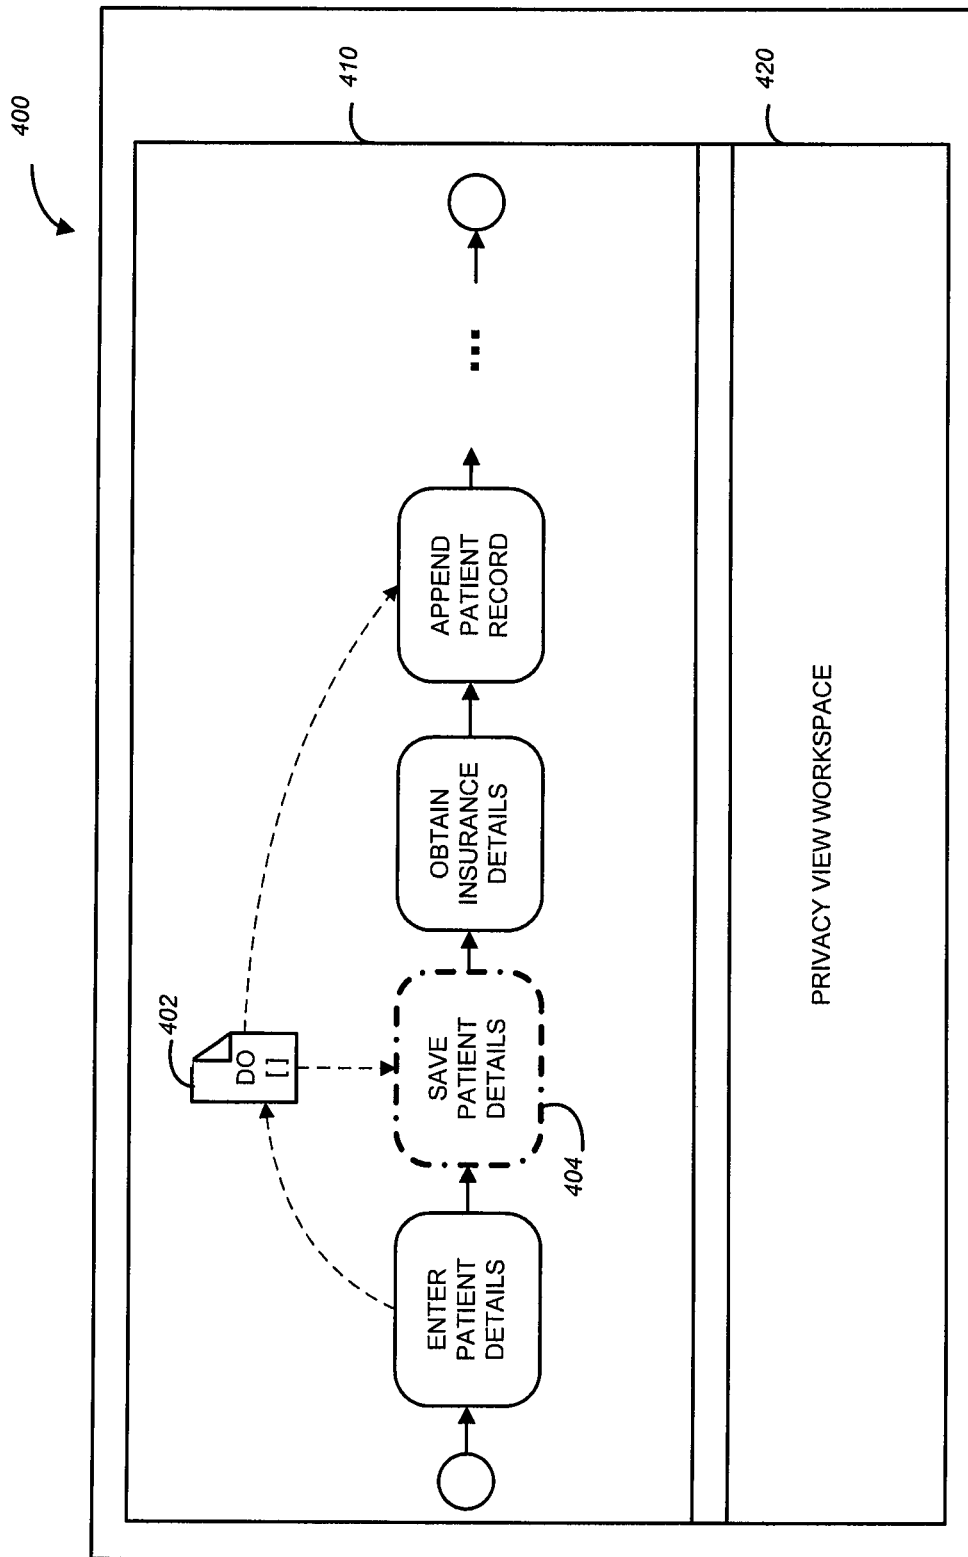 400
410
402
DO
[ ]
ENTER
PATIENT
DETAILS
SAVE
PATIENT
DETAILS
OBTAIN
INSURANCE
DETAILS
APPEND
PATIENT
RECORD
...
404
420
PRIVACY VIEW WORKSPACE